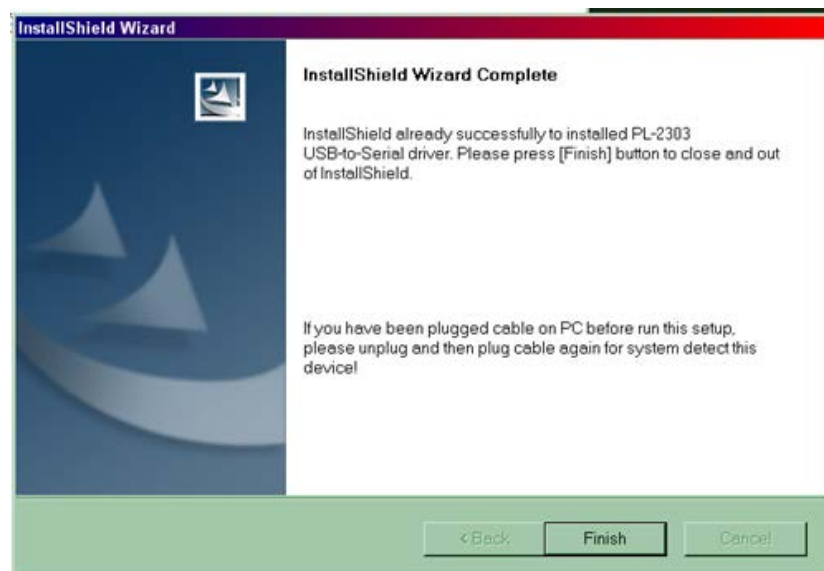 InstallShield Wizard
InstallShield Wizard Complete
InstallShield already successfully to installed PL-2303
USB-to-Serial driver. Please press [Finish] button to close and out
of InstallShield.
If you have been plugged cable on PC before run this setup,
please unplug and then plug cable again for system detect this
device!
< Back
Finish
Cancel